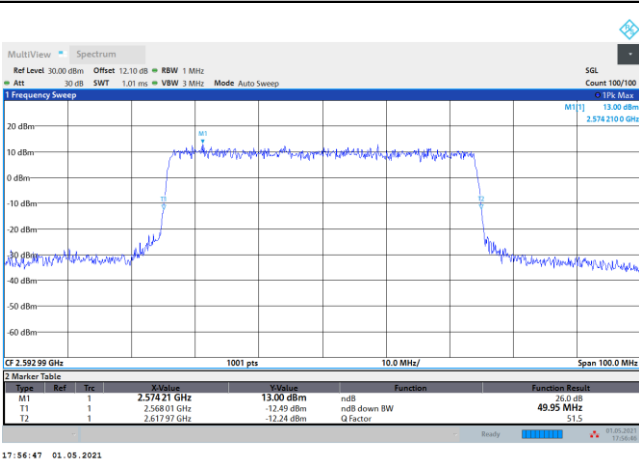 MultiView Spectrum
Ref Level 30.00 dBm Offset 12.10 dB RBW 1 MHz SGL
Att 30 dB SWT 1.01 ms VBW 3 MHz Mode Auto Sweep Count 100/100
1 Frequency Sweep 1Pk Max
M1[1] 13.00 dBm
2.574 210 0 GHz
20 dBm
M1
10 dBm
0 dBm
T1 T2
-10 dBm
-20 dBm
-30 dBm
-40 dBm
-50 dBm
-60 dBm
CF 2.592 99 GHz 1001 pts 10.0 MHz/ Span 100.0 MHz
2 Marker Table
Type Ref Trc X-Value Y-Value Function Function Result
M1 1 2.574 21 GHz 13.00 dBm ndB 26.0 dB
T1 1 2.568 01 GHz -12.49 dBm ndB down BW 49.95 MHz
T2 1 2.617 97 GHz -12.24 dBm Q Factor 51.5
Ready 01.05.2021
17:56:46
17:56:47 01.05.2021